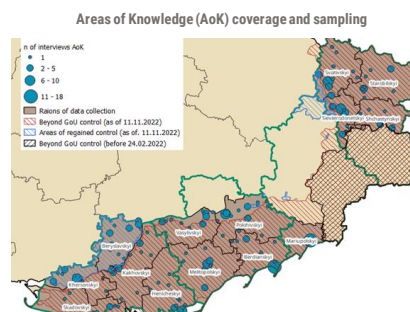 Areas of Knowledge (AoK) coverage and sampling
n of interviews AoK
1
2 - 5
6 - 10
11 - 18
Raions of data collection
Beyond GoU control (as of 11.11.2022)
Areas of regained control (as of. 11.11.2022)
Beyond GoU control (before 24.02.2022)
Svativskyi
Starobilskyi
Sievierodonetskyi
Shchastynskyi
Beryslavskyi
Vasylivskyi
Polohivskyi
Mariupolskyi
Khersonskyi
Kakhovskyi
Melitopolskyi
Berdianskyi
Skadovskyi
Henicheskyi